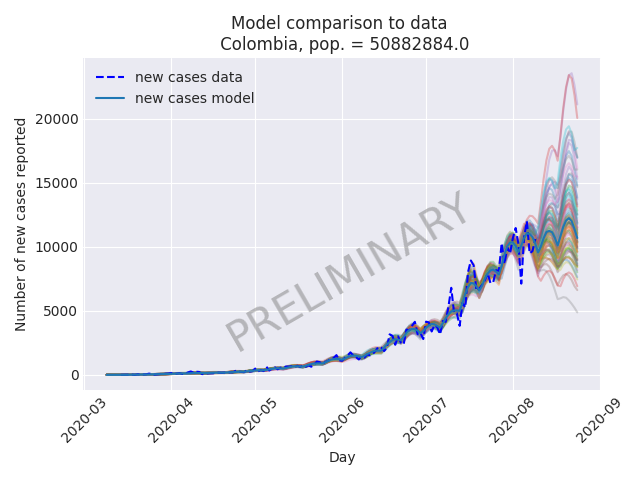 Model comparison to data
Colombia, pop. = 50882884.0
new cases data
new cases model
Number of new cases reported
20000
15000
10000
5000
0
PRELIMINARY
2020-03
2020-04
2020-05
2020-06
2020-07
2020-08
2020-09
Day